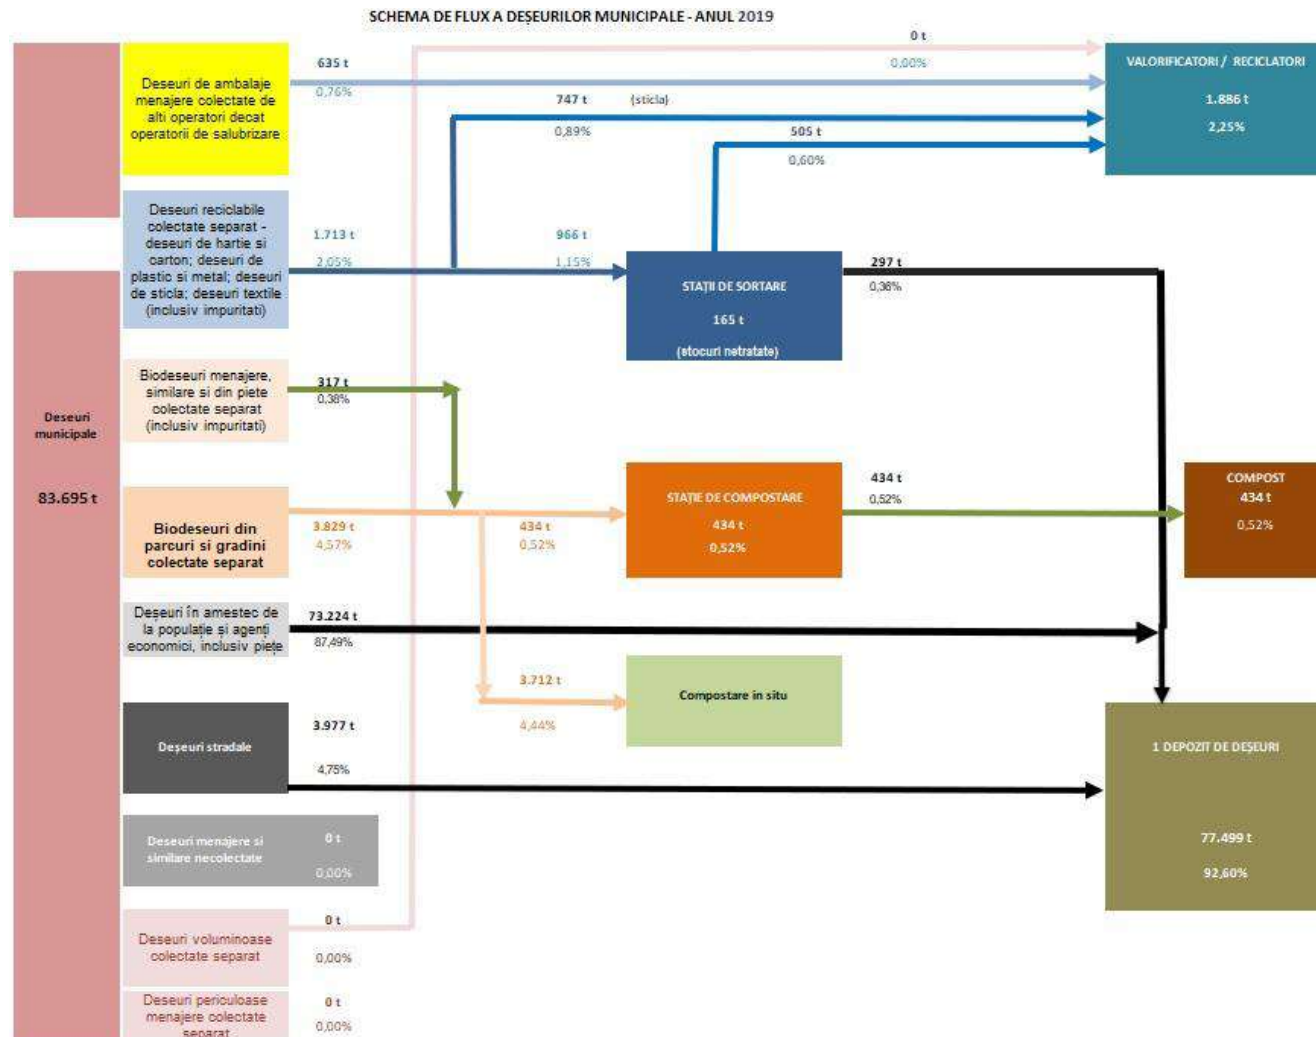 SCHEMA DE FLUX A DEȘEURILOR MUNICIPALE - ANUL 2019
Deseuri de ambalaje
menajere colectate de
alti operatori decat
operatorii de salubrizare
635 t
0,76%
0 t
0,00%
747 t
(sticla)
0,89%
505 t
0,60%
VALORIFICATORI / RECICLATORI
1.886 t
2,25%
Deseuri reciclabile
colectate separat -
deseuri de hartie si
carton; deseuri de
plastic si metal; deseuri
de sticla; deseuri textile
(inclusiv impuritati)
1.713 t
2,05%
966 t
1,15%
STAȚII DE SORTARE
165 t
(stocuri netratate)
297 t
0,36%
Biodeseuri menajere,
similare si din piete
colectate separat
(inclusiv impuritati)
317 t
0,38%
Deseuri
municipale
83.695 t
Biodeseuri din
parcuri si gradini
colectate separat
3.829 t
4,57%
434 t
0,52%
STAȚIE DE COMPOSTARE
434 t
0,52%
434 t
0,52%
COMPOST
434 t
0,52%
Deșeuri în amestec de
la populație și agenți
economici, inclusiv piețe
73.224 t
87,49%
3.712 t
4,44%
Compostare in situ
Deșeuri stradale
3.977 t
4,75%
1 DEPOZIT DE DEȘEURI
77.499 t
92,60%
Deseuri menajere si
similare necolectate
0 t
0,00%
Deseuri voluminoase
colectate separat
0 t
0,00%
Deseuri periculoase
menajere colectate
separat
0 t
0,00%